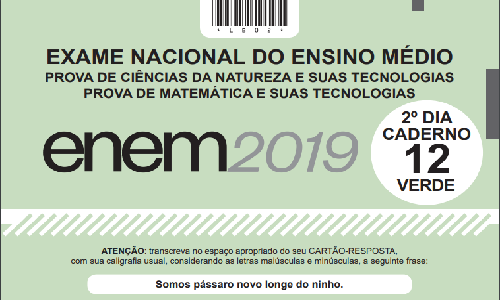 EXAME NACIONAL DO ENSINO MÉDIO
PROVA DE CIÊNCIAS DA NATUREZA E SUAS TECNOLOGIAS
PROVA DE MATEMÁTICA E SUAS TECNOLOGIAS
enem2019
2º DIA
CADERNO
12
VERDE
ATENÇÃO: transcreva no espaço apropriado do seu CARTÃO-RESPOSTA,
com sua caligrafia usual, considerando as letras maiúsculas e minúsculas, a seguinte frase:
Somos pássaro novo longe do ninho.